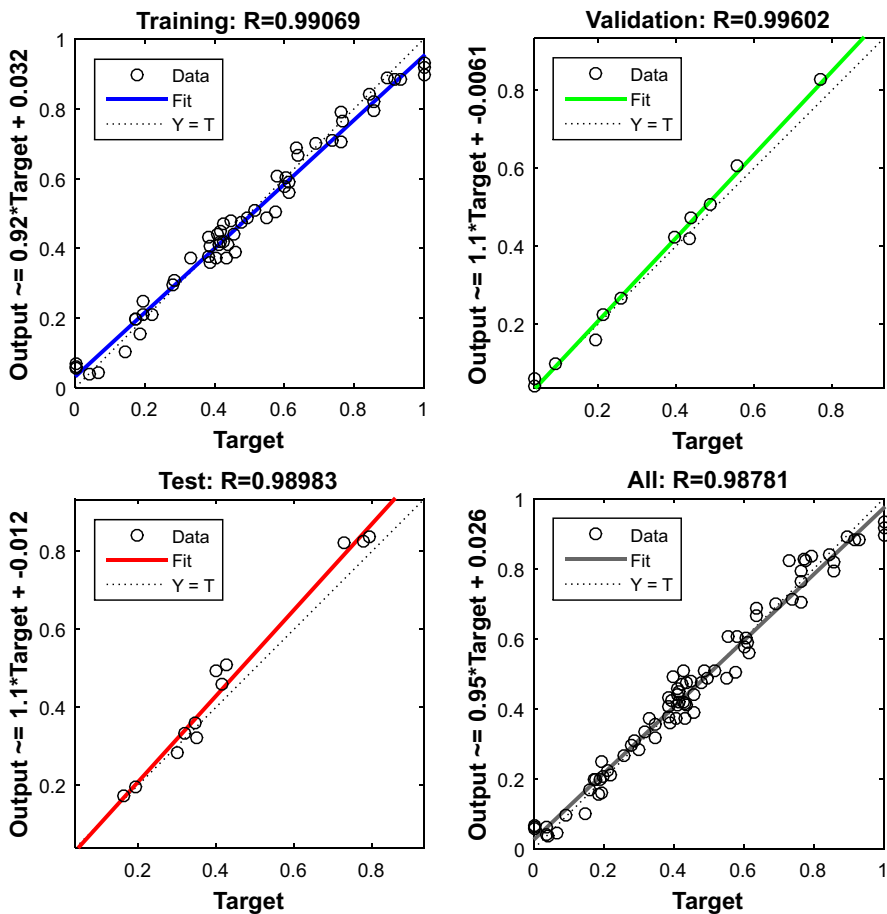 Training: R=0.99069
Output ~= 0.92*Target + 0.032
1
0.8
0.6
0.4
0.2
0
Data
Fit
Y = T
0 0.2 0.4 0.6 0.8 1
Target
Validation: R=0.99602
Output ~= 1.1*Target + -0.0061
0.8
0.6
0.4
0.2
Data
Fit
Y = T
0.2 0.4 0.6 0.8
Target
Test: R=0.98983
Output ~= 1.1*Target + -0.012
0.8
0.6
0.4
0.2
Data
Fit
Y = T
0.2 0.4 0.6 0.8
Target
All: R=0.98781
Output ~= 0.95*Target + 0.026
1
0.8
0.6
0.4
0.2
0
Data
Fit
Y = T
0 0.2 0.4 0.6 0.8 1
Target